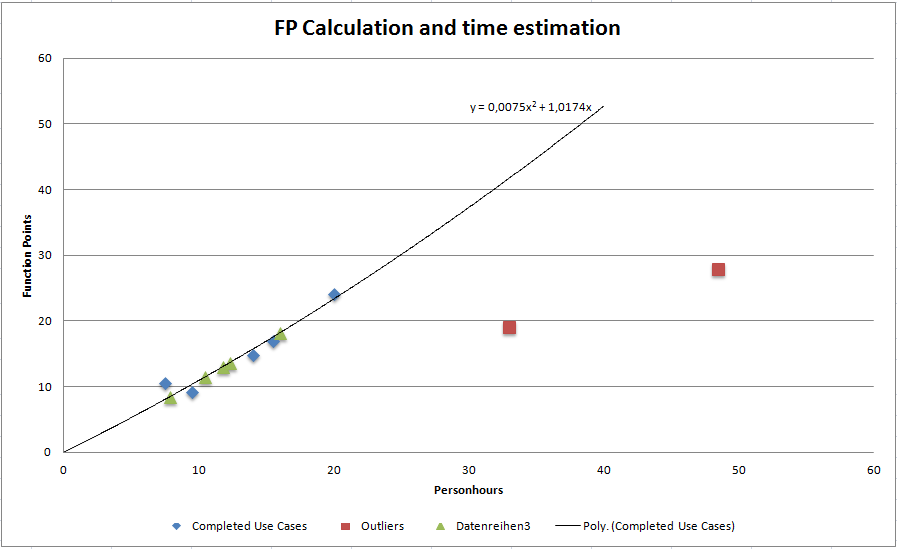 FP Calculation and time estimation
60
y = 0,0075x² + 1,0174x
50
40
30
20
10
0
Function Points
0 10 20 30 40 50 60
Personhours
Completed Use Cases Outliers Datenreihen3 Poly. (Completed Use Cases)